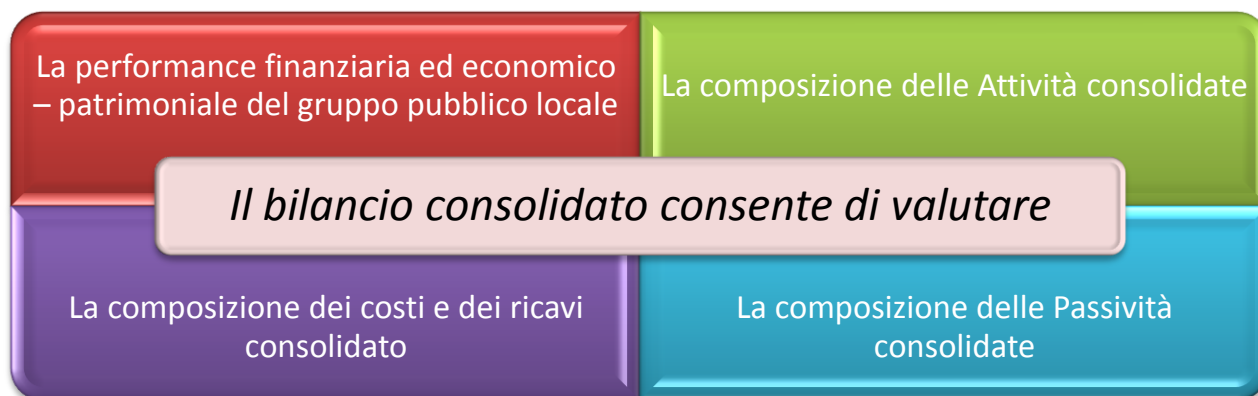 La performance finanziaria ed economico
– patrimoniale del gruppo pubblico locale
La composizione delle Attività consolidate
Il bilancio consolidato consente di valutare
La composizione dei costi e dei ricavi
consolidato
La composizione delle Passività
consolidate